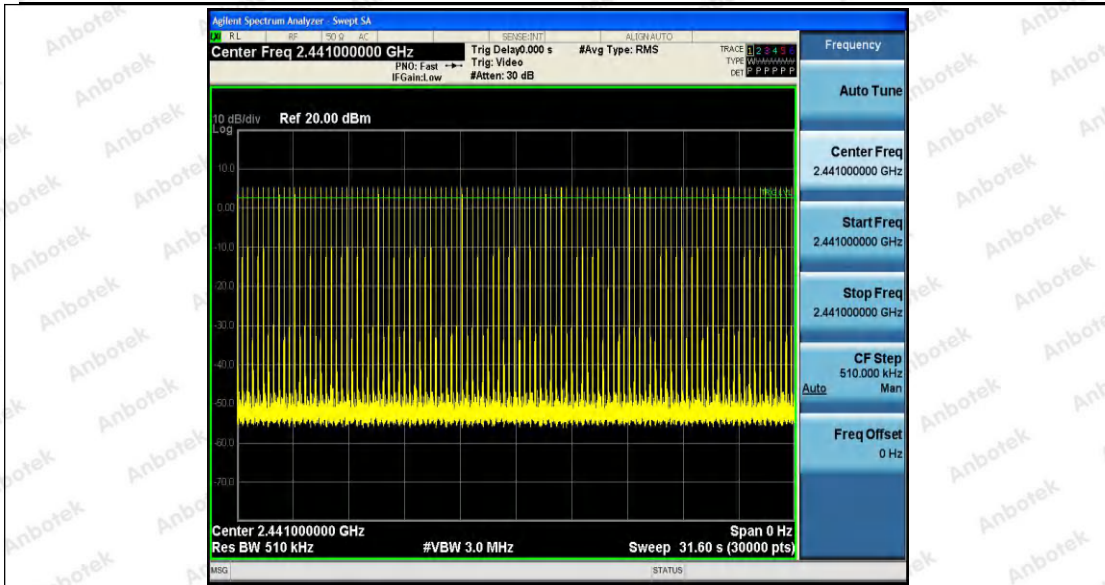 Agilent Spectrum Analyzer - Swept SA
LXI RL RF 50 Ω AC SENSE:INT ALIGN AUTO
Center Freq 2.441000000 GHz
PNO: Fast
IFGain:Low
Trig Delay0.000 s
Trig: Video
#Atten: 30 dB
#Avg Type: RMS
TRACE 1 2 3 4 5 6
TYPE WWWWWW
DET P P P P P P
Frequency
Auto Tune
10 dB/div Ref 20.00 dBm
Log
Center Freq
2.441000000 GHz
10.0
TRIG LVL
0.00
Start Freq
2.441000000 GHz
-10.0
-20.0
Stop Freq
2.441000000 GHz
-30.0
-40.0
CF Step
510.000 kHz
Auto Man
-50.0
-60.0
Freq Offset
0 Hz
-70.0
Center 2.441000000 GHz Span 0 Hz
Res BW 510 kHz #VBW 3.0 MHz Sweep 31.60 s (30000 pts)
MSG STATUS
Anbotek